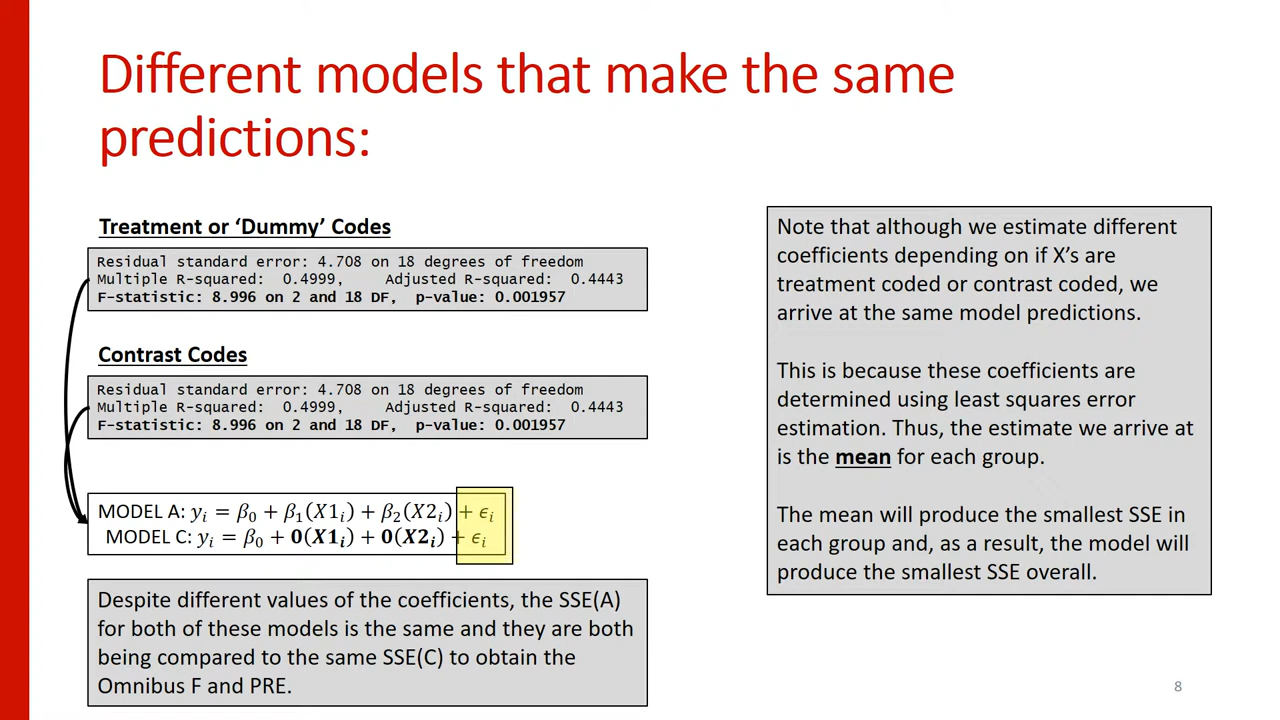 Different models that make the same
predictions:
Treatment or ‘Dummy’ Codes
Residual standard error: 4.708 on 18 degrees of freedom
Multiple R-squared:  0.4999,    Adjusted R-squared:  0.4443
F-statistic: 8.996 on 2 and 18 DF,  p-value: 0.001957
Contrast Codes
Residual standard error: 4.708 on 18 degrees of freedom
Multiple R-squared:  0.4999,    Adjusted R-squared:  0.4443
F-statistic: 8.996 on 2 and 18 DF,  p-value: 0.001957
MODEL A: yᵢ = β₀ + β₁(X1ᵢ) + β₂(X2ᵢ) + ϵᵢ
MODEL C: yᵢ = β₀ + 0(X1ᵢ) + 0(X2ᵢ) + ϵᵢ
Despite different values of the coefficients, the SSE(A)
for both of these models is the same and they are both
being compared to the same SSE(C) to obtain the
Omnibus F and PRE.
Note that although we estimate different
coefficients depending on if X’s are
treatment coded or contrast coded, we
arrive at the same model predictions.
This is because these coefficients are
determined using least squares error
estimation. Thus, the estimate we arrive at
is the mean for each group.
The mean will produce the smallest SSE in
each group and, as a result, the model will
produce the smallest SSE overall.
8